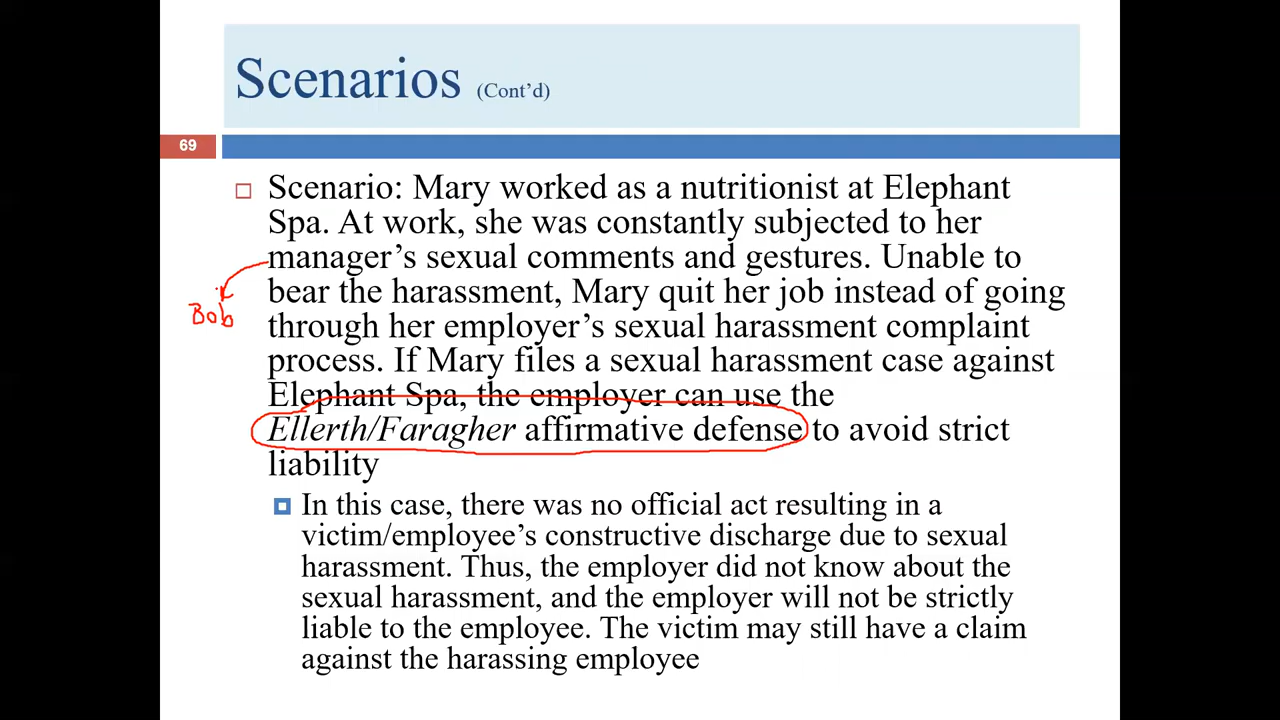 Scenarios (Cont’d)
69
Scenario: Mary worked as a nutritionist at Elephant
Spa. At work, she was constantly subjected to her
manager’s sexual comments and gestures. Unable to
bear the harassment, Mary quit her job instead of going
Bob
through her employer’s sexual harassment complaint
process. If Mary files a sexual harassment case against
Elephant Spa, the employer can use the
Ellerth/Faragher affirmative defense to avoid strict
liability
In this case, there was no official act resulting in a
victim/employee’s constructive discharge due to sexual
harassment. Thus, the employer did not know about the
sexual harassment, and the employer will not be strictly
liable to the employee. The victim may still have a claim
against the harassing employee